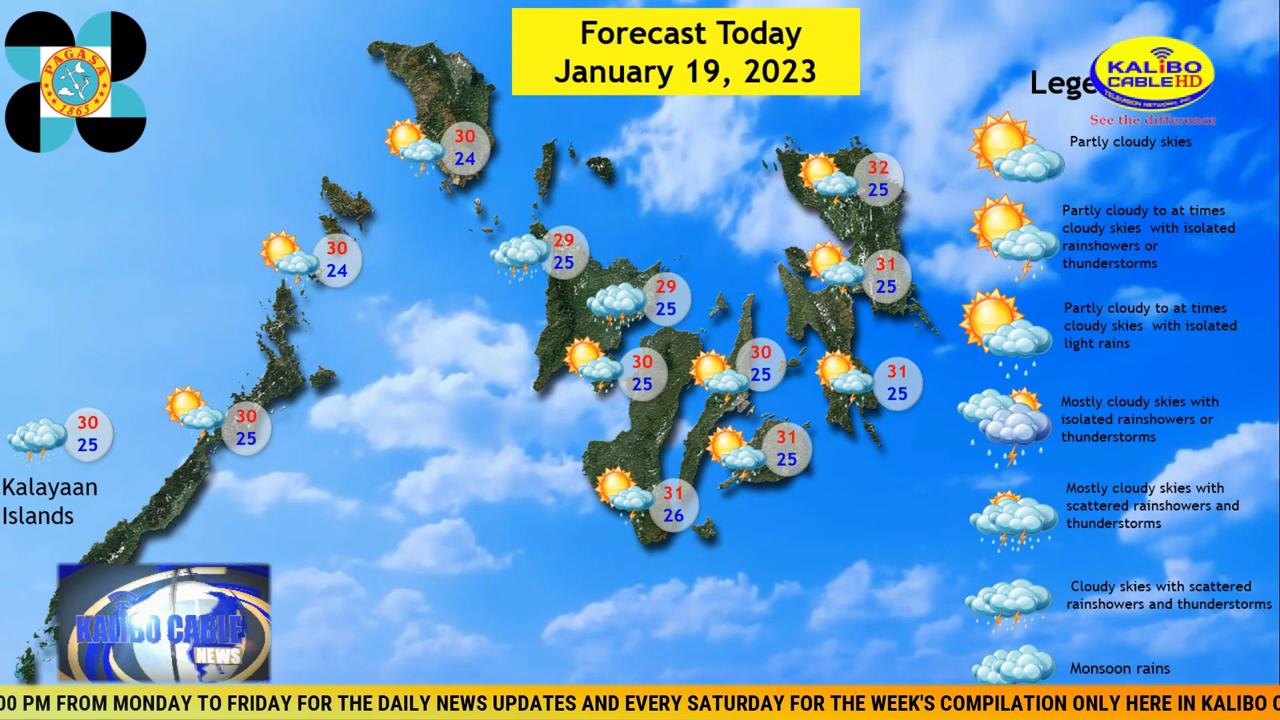 Forecast Today
January 19, 2023
PAGASA
1865
Lege
KALiBO
CABLE HD
TELEVISION NETWORK INC.
See the difference
Partly cloudy skies
Partly cloudy to at times
cloudy skies with isolated
rainshowers or
thunderstorms
Partly cloudy to at times
cloudy skies with isolated
light rains
Mostly cloudy skies with
isolated rainshowers or
thunderstorms
Mostly cloudy skies with
scattered rainshowers and
thunderstorms
Cloudy skies with scattered
rainshowers and thunderstorms
Monsoon rains
30
24
32
25
29
25
30
24
31
25
29
25
30
25
30
25
31
25
30
25
30
25
31
25
31
26
Kalayaan
Islands
KALIBO CABLE
NEWS
00 PM FROM MONDAY TO FRIDAY FOR THE DAILY NEWS UPDATES AND EVERY SATURDAY FOR THE WEEK'S COMPILATION ONLY HERE IN KALIBO C